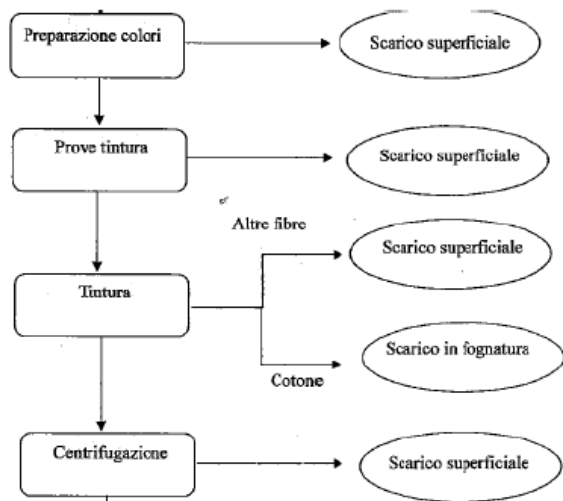 Preparazione colori
Scarico superficiale
Prove tintura
Scarico superficiale
Altre fibre
Scarico superficiale
Tintura
Scarico in fognatura
Cotone
Centrifugazione
Scarico superficiale